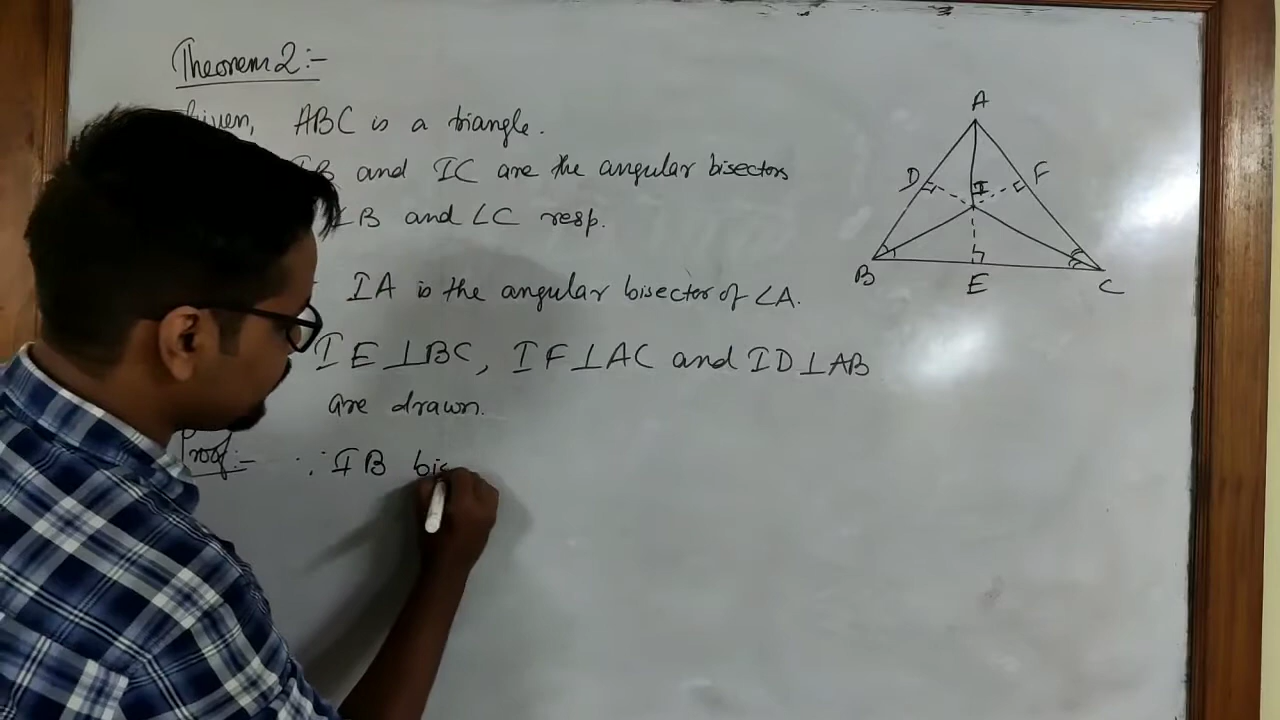 Theorem 2:-
Given, ABC is a triangle.
IB and IC are the angular bisectors
∠B and ∠C resp.
IA is the angular bisector of ∠A.
IE⊥BC, IF⊥AC and ID⊥AB
are drawn.
Proof:- ∵ IB bis
A
D
I
F
B
E
C